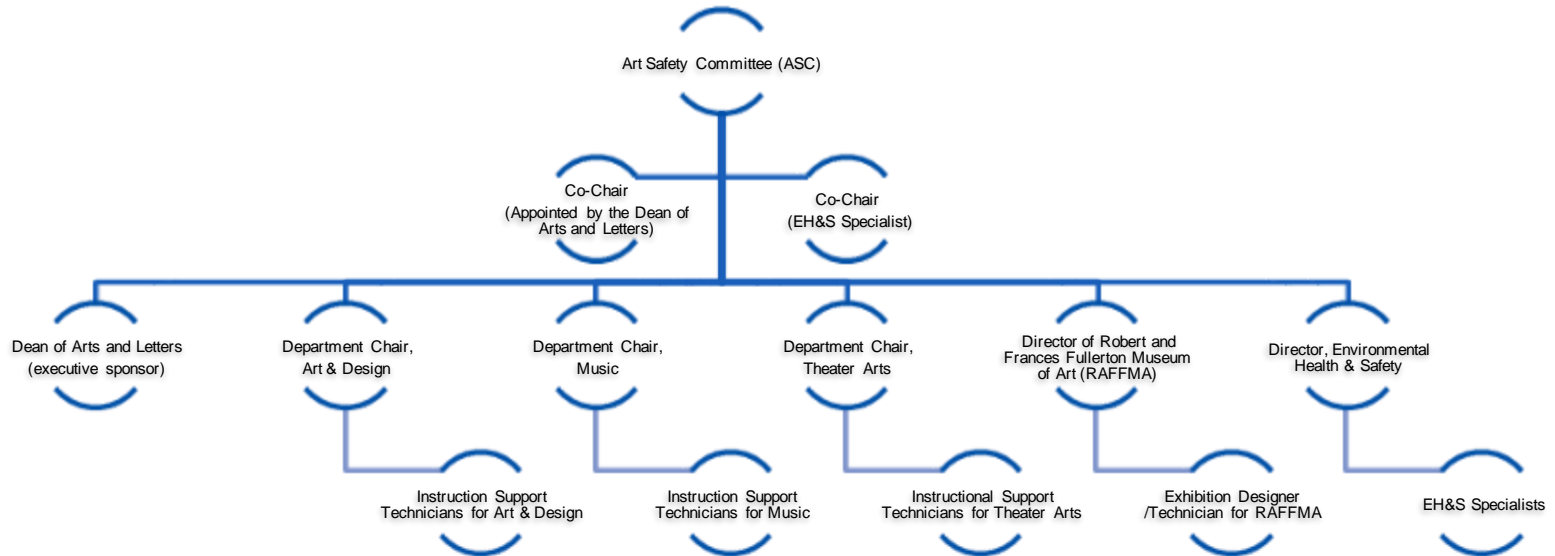 Art Safety Committee (ASC)
Co-Chair
(Appointed by the Dean of
Arts and Letters)
Co-Chair
(EH&S Specialist)
Dean of Arts and Letters
(executive sponsor)
Department Chair,
Art & Design
Department Chair,
Music
Department Chair,
Theater Arts
Director of Robert and
Frances Fullerton Museum
of Art (RAFFMA)
Director, Environmental
Health & Safety
Instruction Support
Technicians for Art & Design
Instruction Support
Technicians for Music
Instructional Support
Technicians for Theater Arts
Exhibition Designer
/Technician for RAFFMA
EH&S Specialists